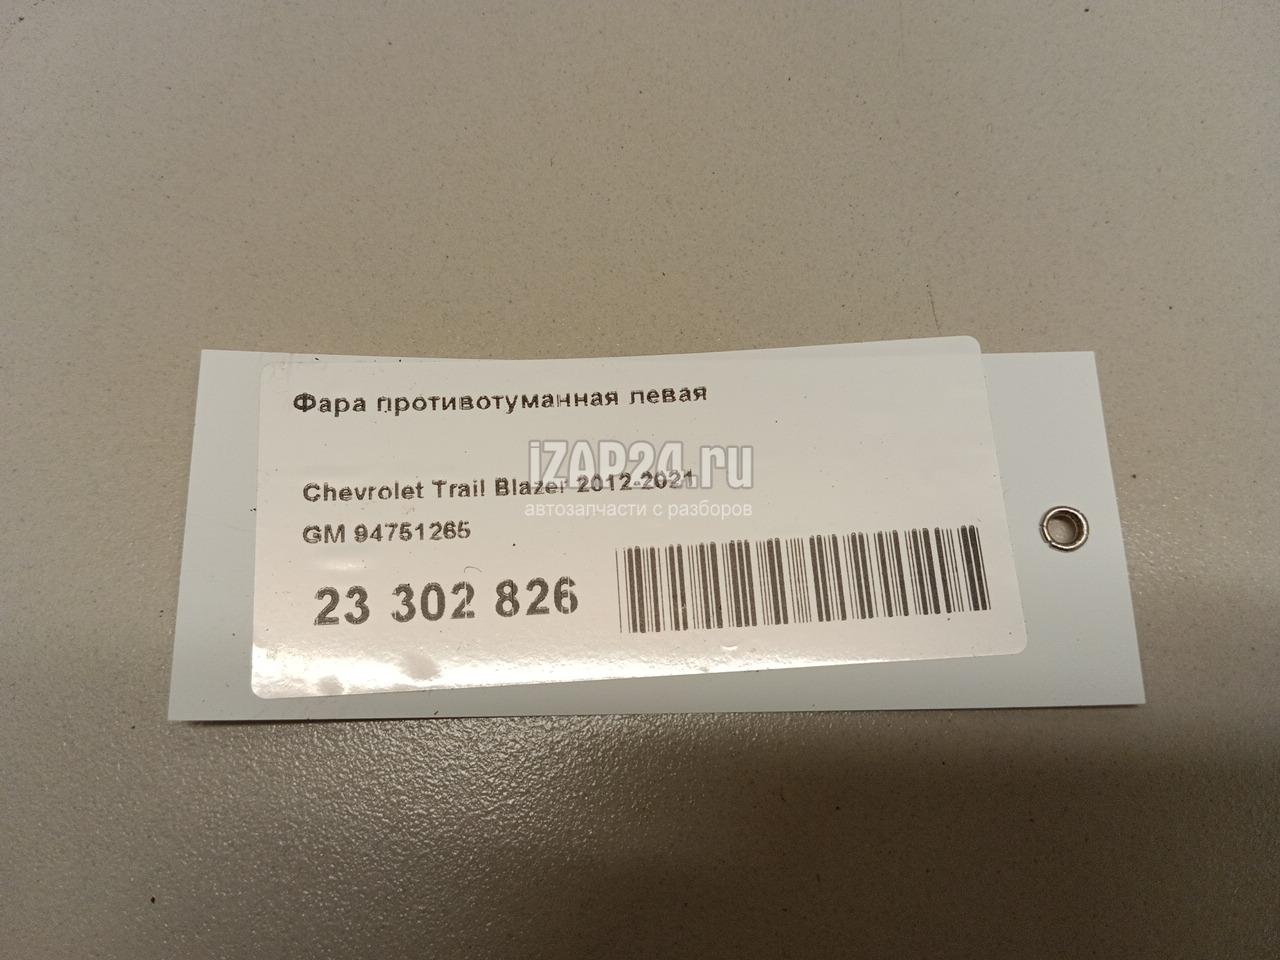 Фара противотуманная левая
iZAP24.ru
Chevrolet Trail Blazer 2012-2021
автозапчасти с разборов
GM 94751265
23 302 826